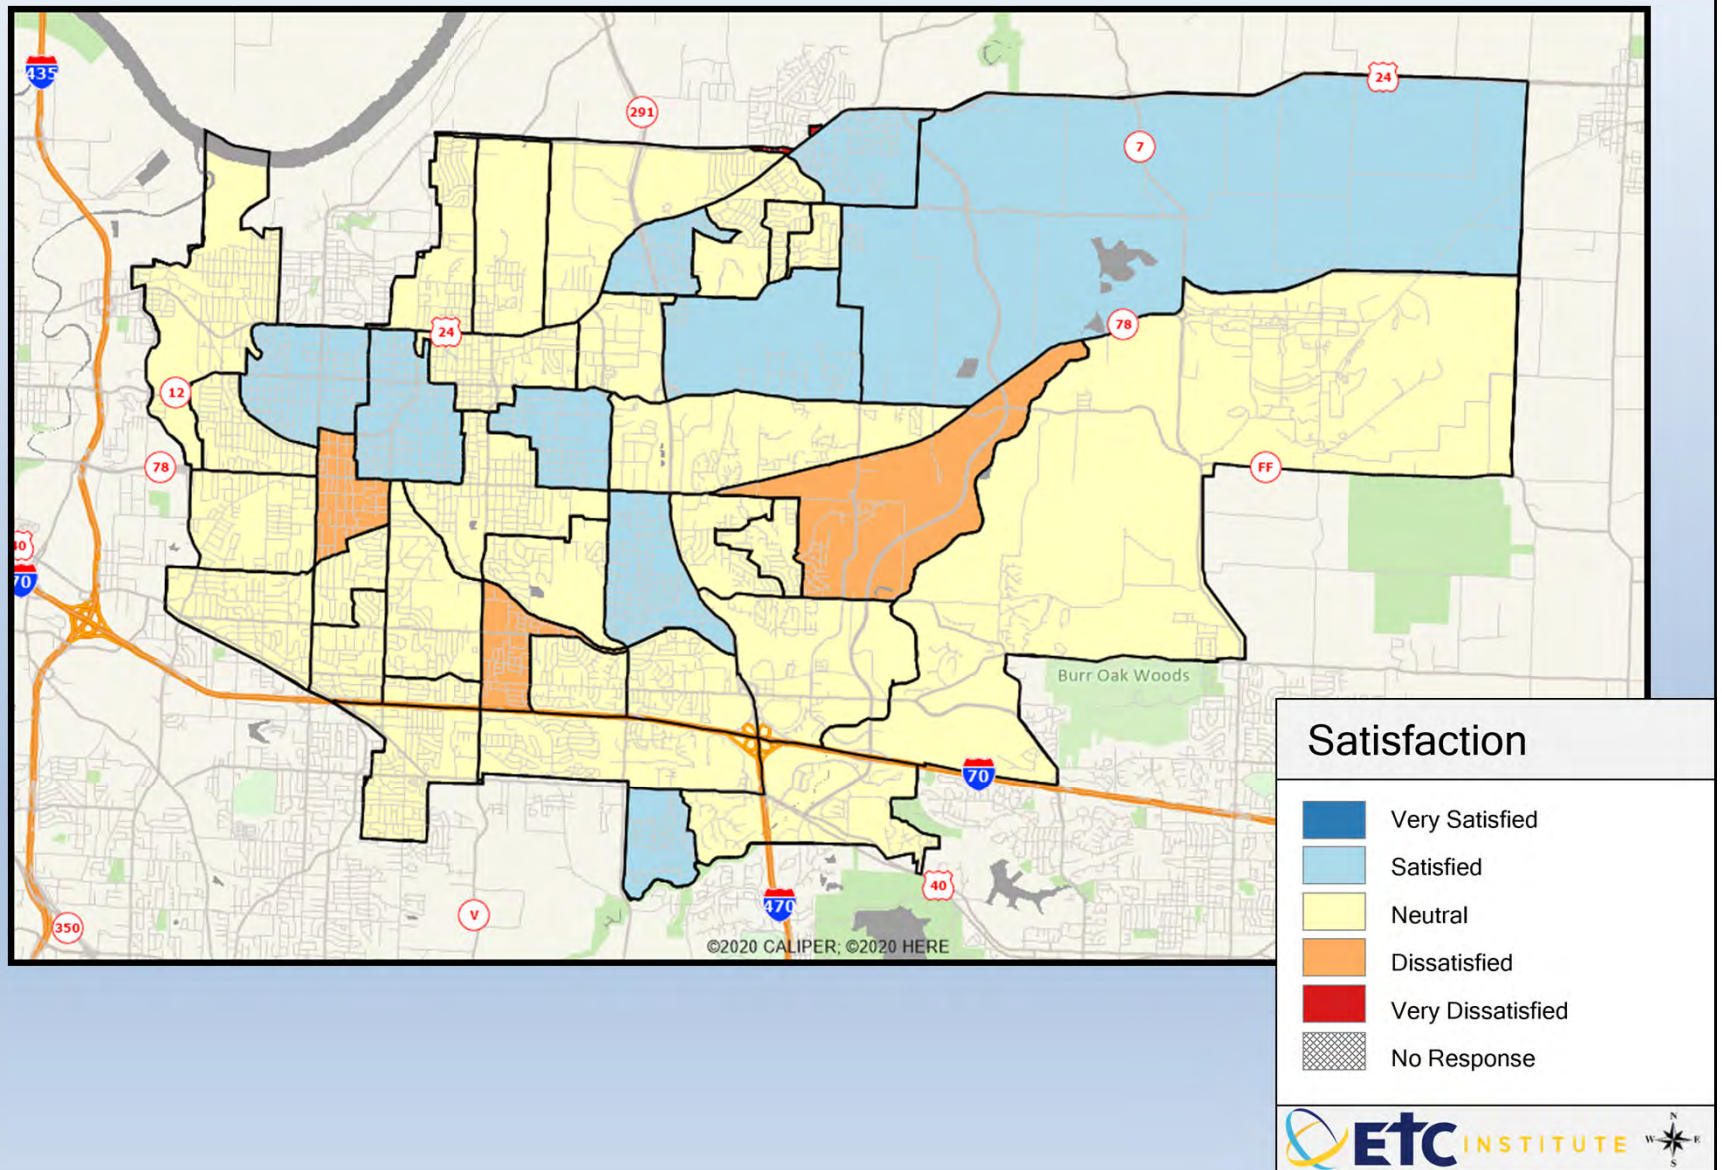 435
24
291
7
24
78
12
78
FF
40
70
Burr Oak Woods
70
40
470
V
350
©2020 CALIPER; ©2020 HERE
Satisfaction
Very Satisfied
Satisfied
Neutral
Dissatisfied
Very Dissatisfied
No Response
ETC INSTITUTE
N
W E
S